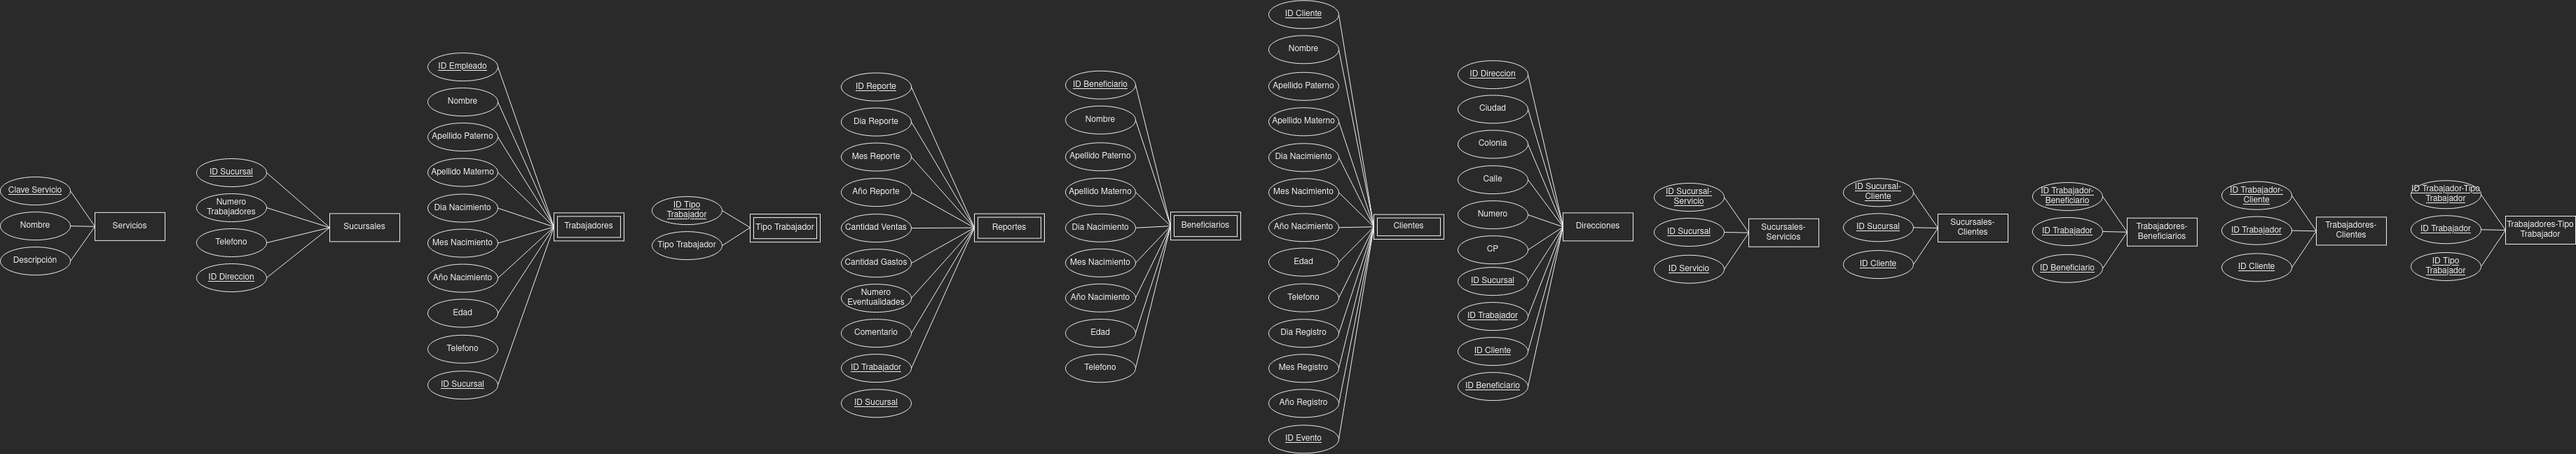 Clave Servicio
Nombre
Descripción
Servicios
ID Sucursal
Numero
Trabajadores
Telefono
ID Direccion
Sucursales
ID Empleado
Nombre
Apellido Paterno
Apellido Materno
Dia Nacimiento
Mes Nacimiento
Año Nacimiento
Edad
Telefono
ID Sucursal
Trabajadores
ID Tipo
Trabajador
Tipo Trabajador
Tipo Trabajador
ID Reporte
Dia Reporte
Mes Reporte
Año Reporte
Cantidad Ventas
Cantidad Gastos
Numero
Eventualidades
Comentario
ID Trabajador
ID Sucursal
Reportes
ID Beneficiario
Nombre
Apellido Paterno
Apellido Materno
Dia Nacimiento
Mes Nacimiento
Año Nacimiento
Edad
Telefono
Beneficiarios
ID Cliente
Nombre
Apellido Paterno
Apellido Materno
Dia Nacimiento
Mes Nacimiento
Año Nacimiento
Edad
Telefono
Dia Registro
Mes Registro
Año Registro
ID Evento
Clientes
ID Direccion
Ciudad
Colonia
Calle
Numero
CP
ID Sucursal
ID Trabajador
ID Cliente
ID Beneficiario
Direcciones
ID Sucursal-
Servicio
ID Sucursal
ID Servicio
Sucursales-
Servicios
ID Sucursal-
Cliente
ID Sucursal
ID Cliente
Sucursales-
Clientes
ID Trabajador-
Beneficiario
ID Trabajador
ID Beneficiario
Trabajadores-
Beneficiarios
ID Trabajador-
Cliente
ID Trabajador
ID Cliente
Trabajadores-
Clientes
ID Trabajador-Tipo
Trabajador
ID Trabajador
ID Tipo
Trabajador
Trabajadores-Tipo
Trabajador